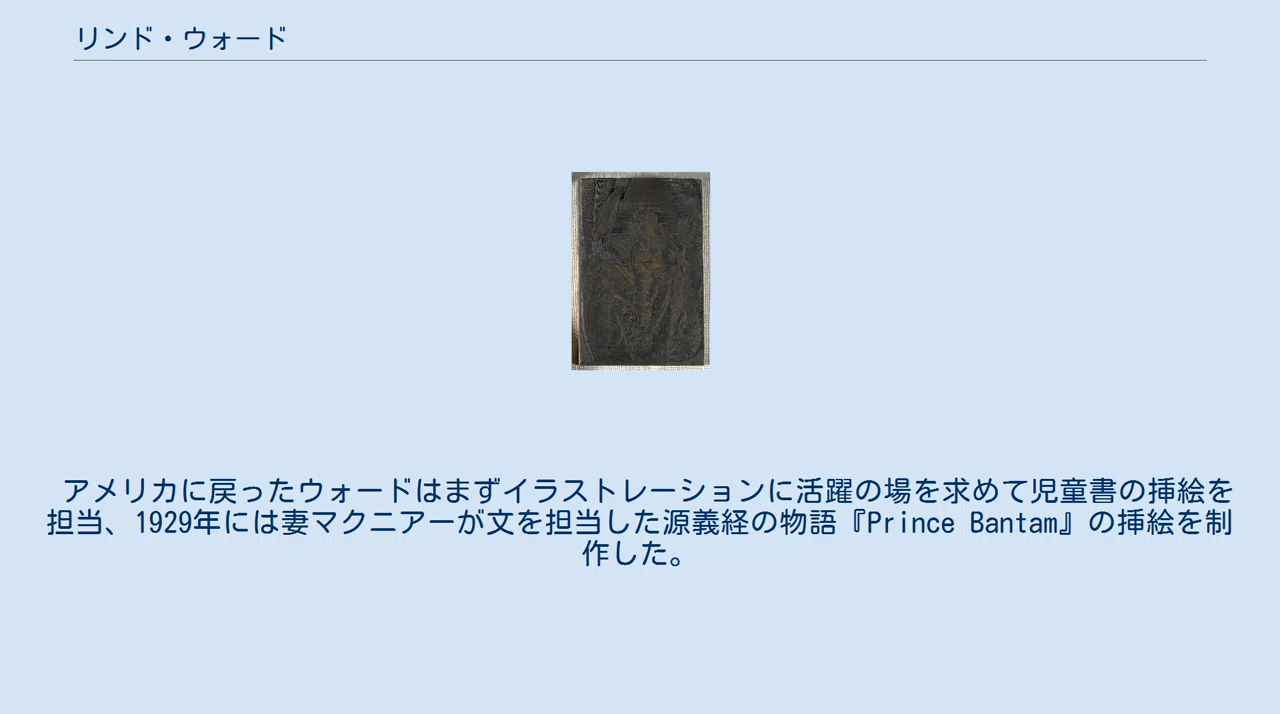 リンド・ウォード
アメリカに戻ったウォードはまずイラストレーションに活躍の場を求めて児童書の挿絵を
担当、1929年には妻マクニアーが文を担当した源義経の物語『Prince Bantam』の挿絵を制
作した。